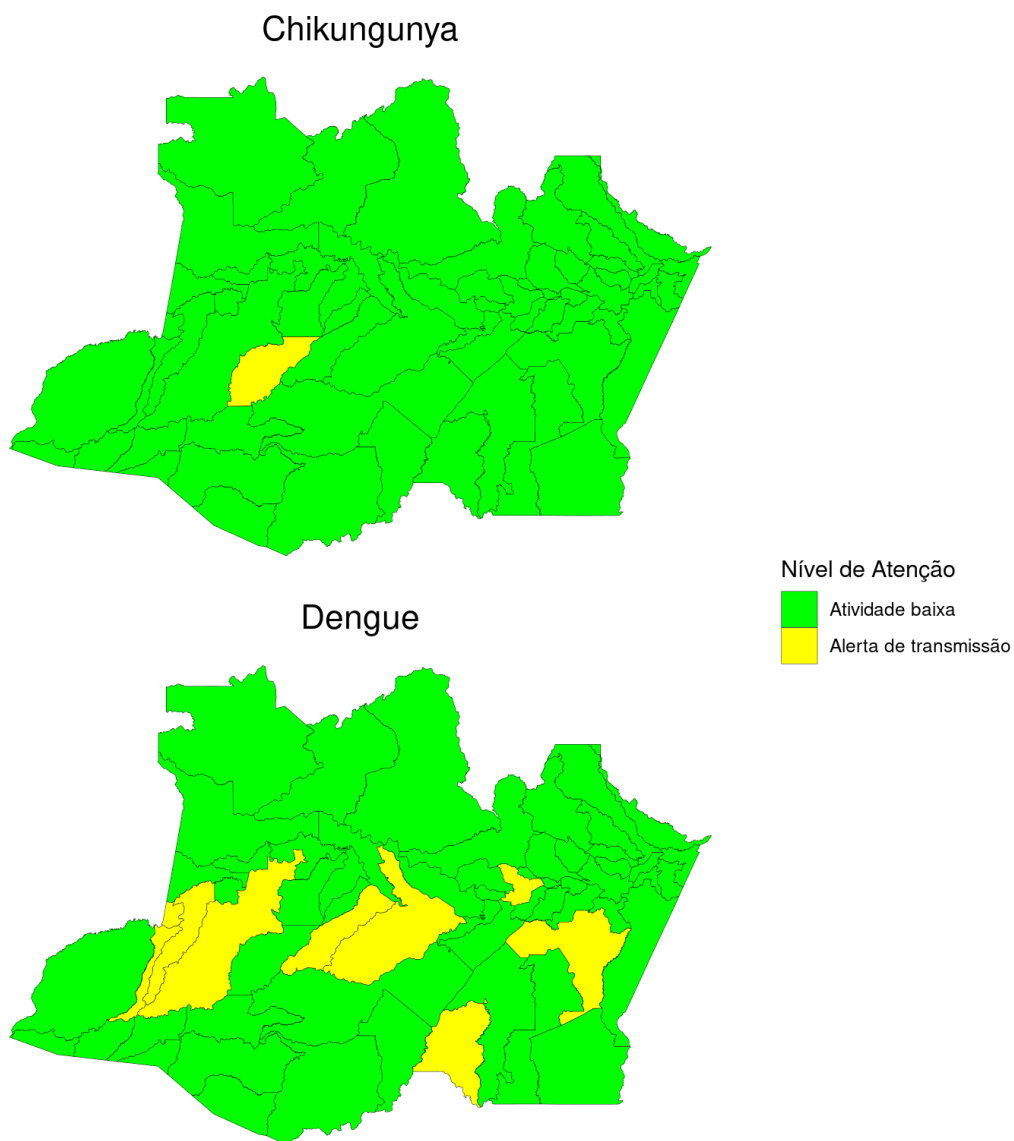 Chikungunya
Nível de Atenção
Atividade baixa
Alerta de transmissão
Dengue